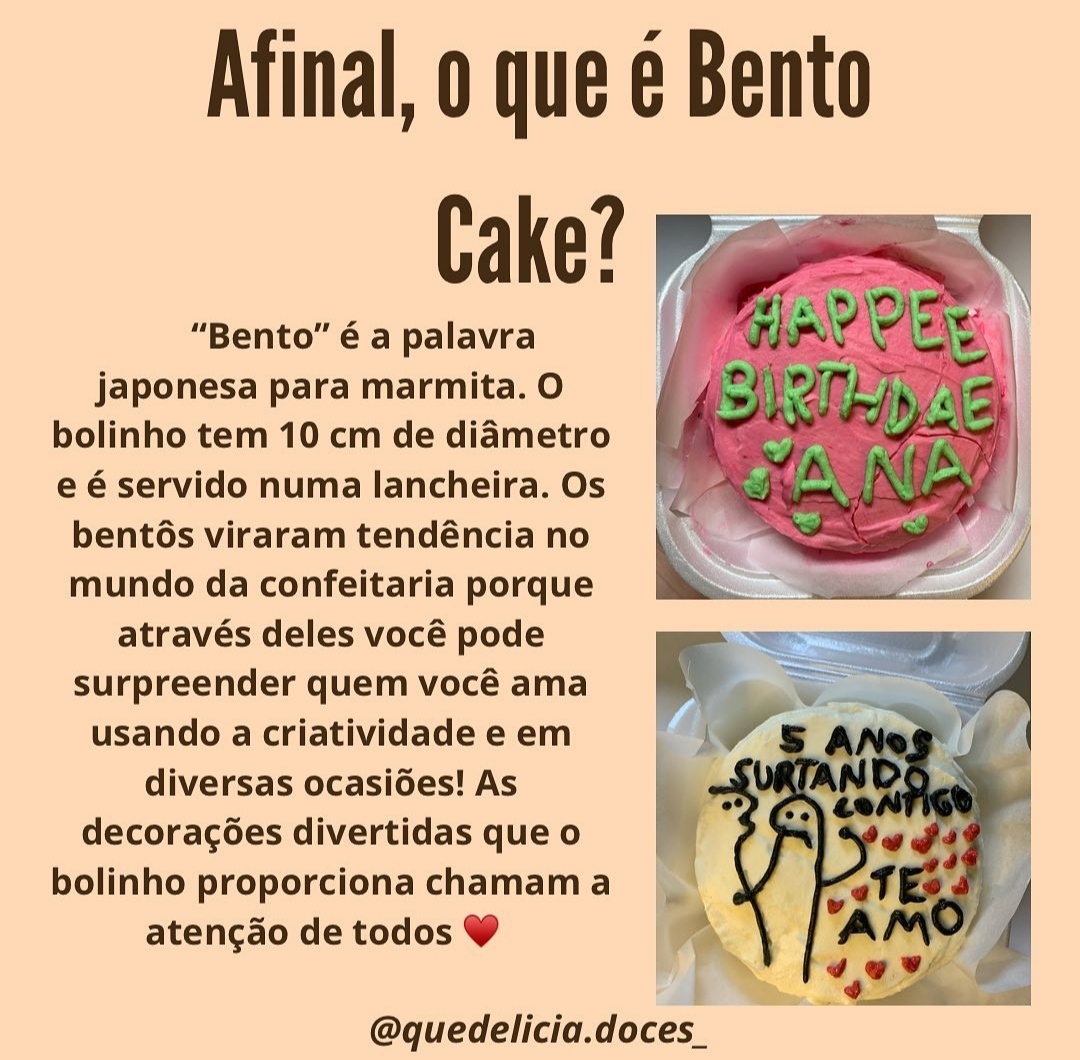 Afinal, o que é Bento
Cake?
“Bento” é a palavra
japonesa para marmita. O
bolinho tem 10 cm de diâmetro
e é servido numa lancheira. Os
bentôs viraram tendência no
mundo da confeitaria porque
através deles você pode
surpreender quem você ama
usando a criatividade e em
diversas ocasiões! As
decorações divertidas que o
bolinho proporciona chamam a
atenção de todos ♥️
HAPPEE
BIRTHDAE
ANA
5 ANOS
SURTANDO
CONTIGO
TE
AMO
@quedelicia.doces_